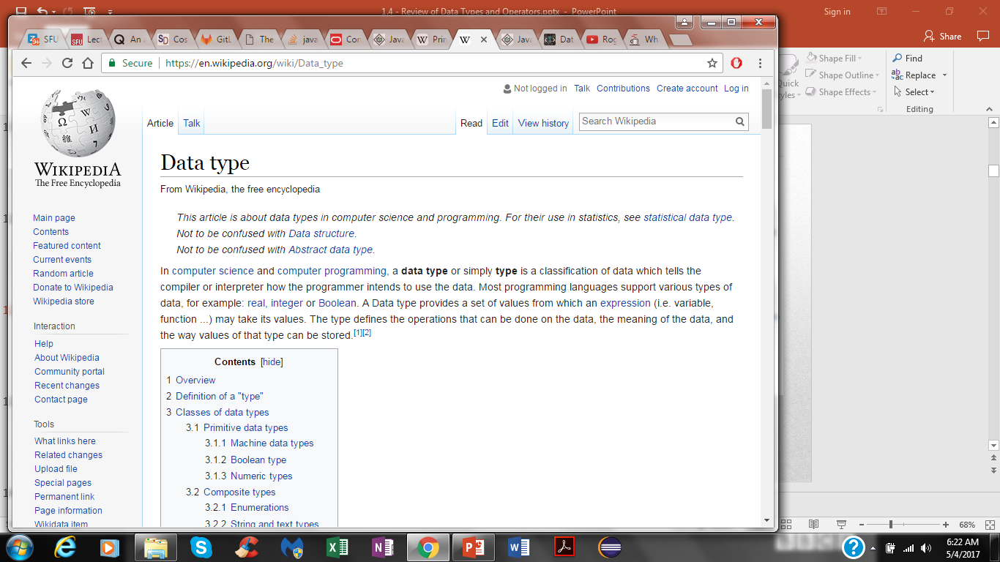 1.4 - Review of Data Types and Operators.pptx - PowerPoint
Sign in
Share
SFU
Lect
An
Cos
GitL
The
java
Con
Java
Prin
Java
Dat
Rog
Wh
Secure
https://en.wikipedia.org/wiki/Data_type
Shape Fill
Shape Outline
Shape Effects
Quick
Styles
Find
Replace
Select
Editing
Not logged in Talk Contributions Create account Log in
Article Talk
Read Edit View history
Search Wikipedia
WIKIPEDIA
The Free Encyclopedia
Main page
Contents
Featured content
Current events
Random article
Donate to Wikipedia
Wikipedia store
Interaction
Help
About Wikipedia
Community portal
Recent changes
Contact page
Tools
What links here
Related changes
Upload file
Special pages
Permanent link
Page information
Wikidata item
Data type
From Wikipedia, the free encyclopedia
This article is about data types in computer science and programming. For their use in statistics, see statistical data type.
Not to be confused with Data structure.
Not to be confused with Abstract data type.
In computer science and computer programming, a data type or simply type is a classification of data which tells the
compiler or interpreter how the programmer intends to use the data. Most programming languages support various types of
data, for example: real, integer or Boolean. A Data type provides a set of values from which an expression (i.e. variable,
function ...) may take its values. The type defines the operations that can be done on the data, the meaning of the data, and
the way values of that type can be stored.[1][2]
Contents [hide]
1 Overview
2 Definition of a "type"
3 Classes of data types
3.1 Primitive data types
3.1.1 Machine data types
3.1.2 Boolean type
3.1.3 Numeric types
3.2 Composite types
3.2.1 Enumerations
3.2.2 String and text types
68%
6:22 AM
5/4/2017